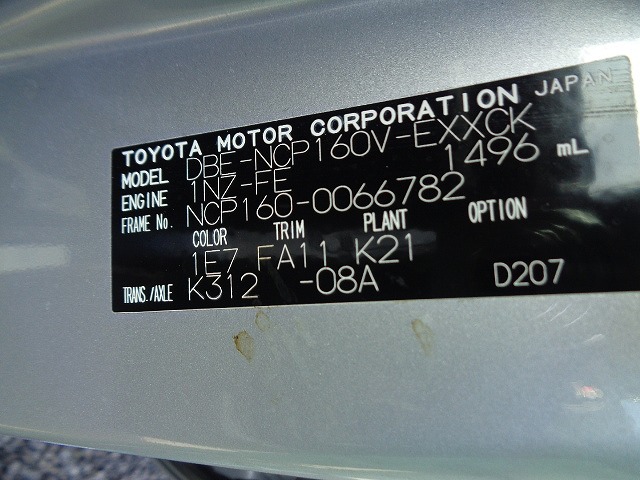 TOYOTA MOTOR CORPORATION JAPAN
MODEL DBE-NCP160V-EXXCK
ENGINE 1NZ-FE 1496 mL
FRAME No. NCP160-0066782
COLOR TRIM PLANT OPTION
1E7 FA11 K21
TRANS./AXLE K312 -08A D207